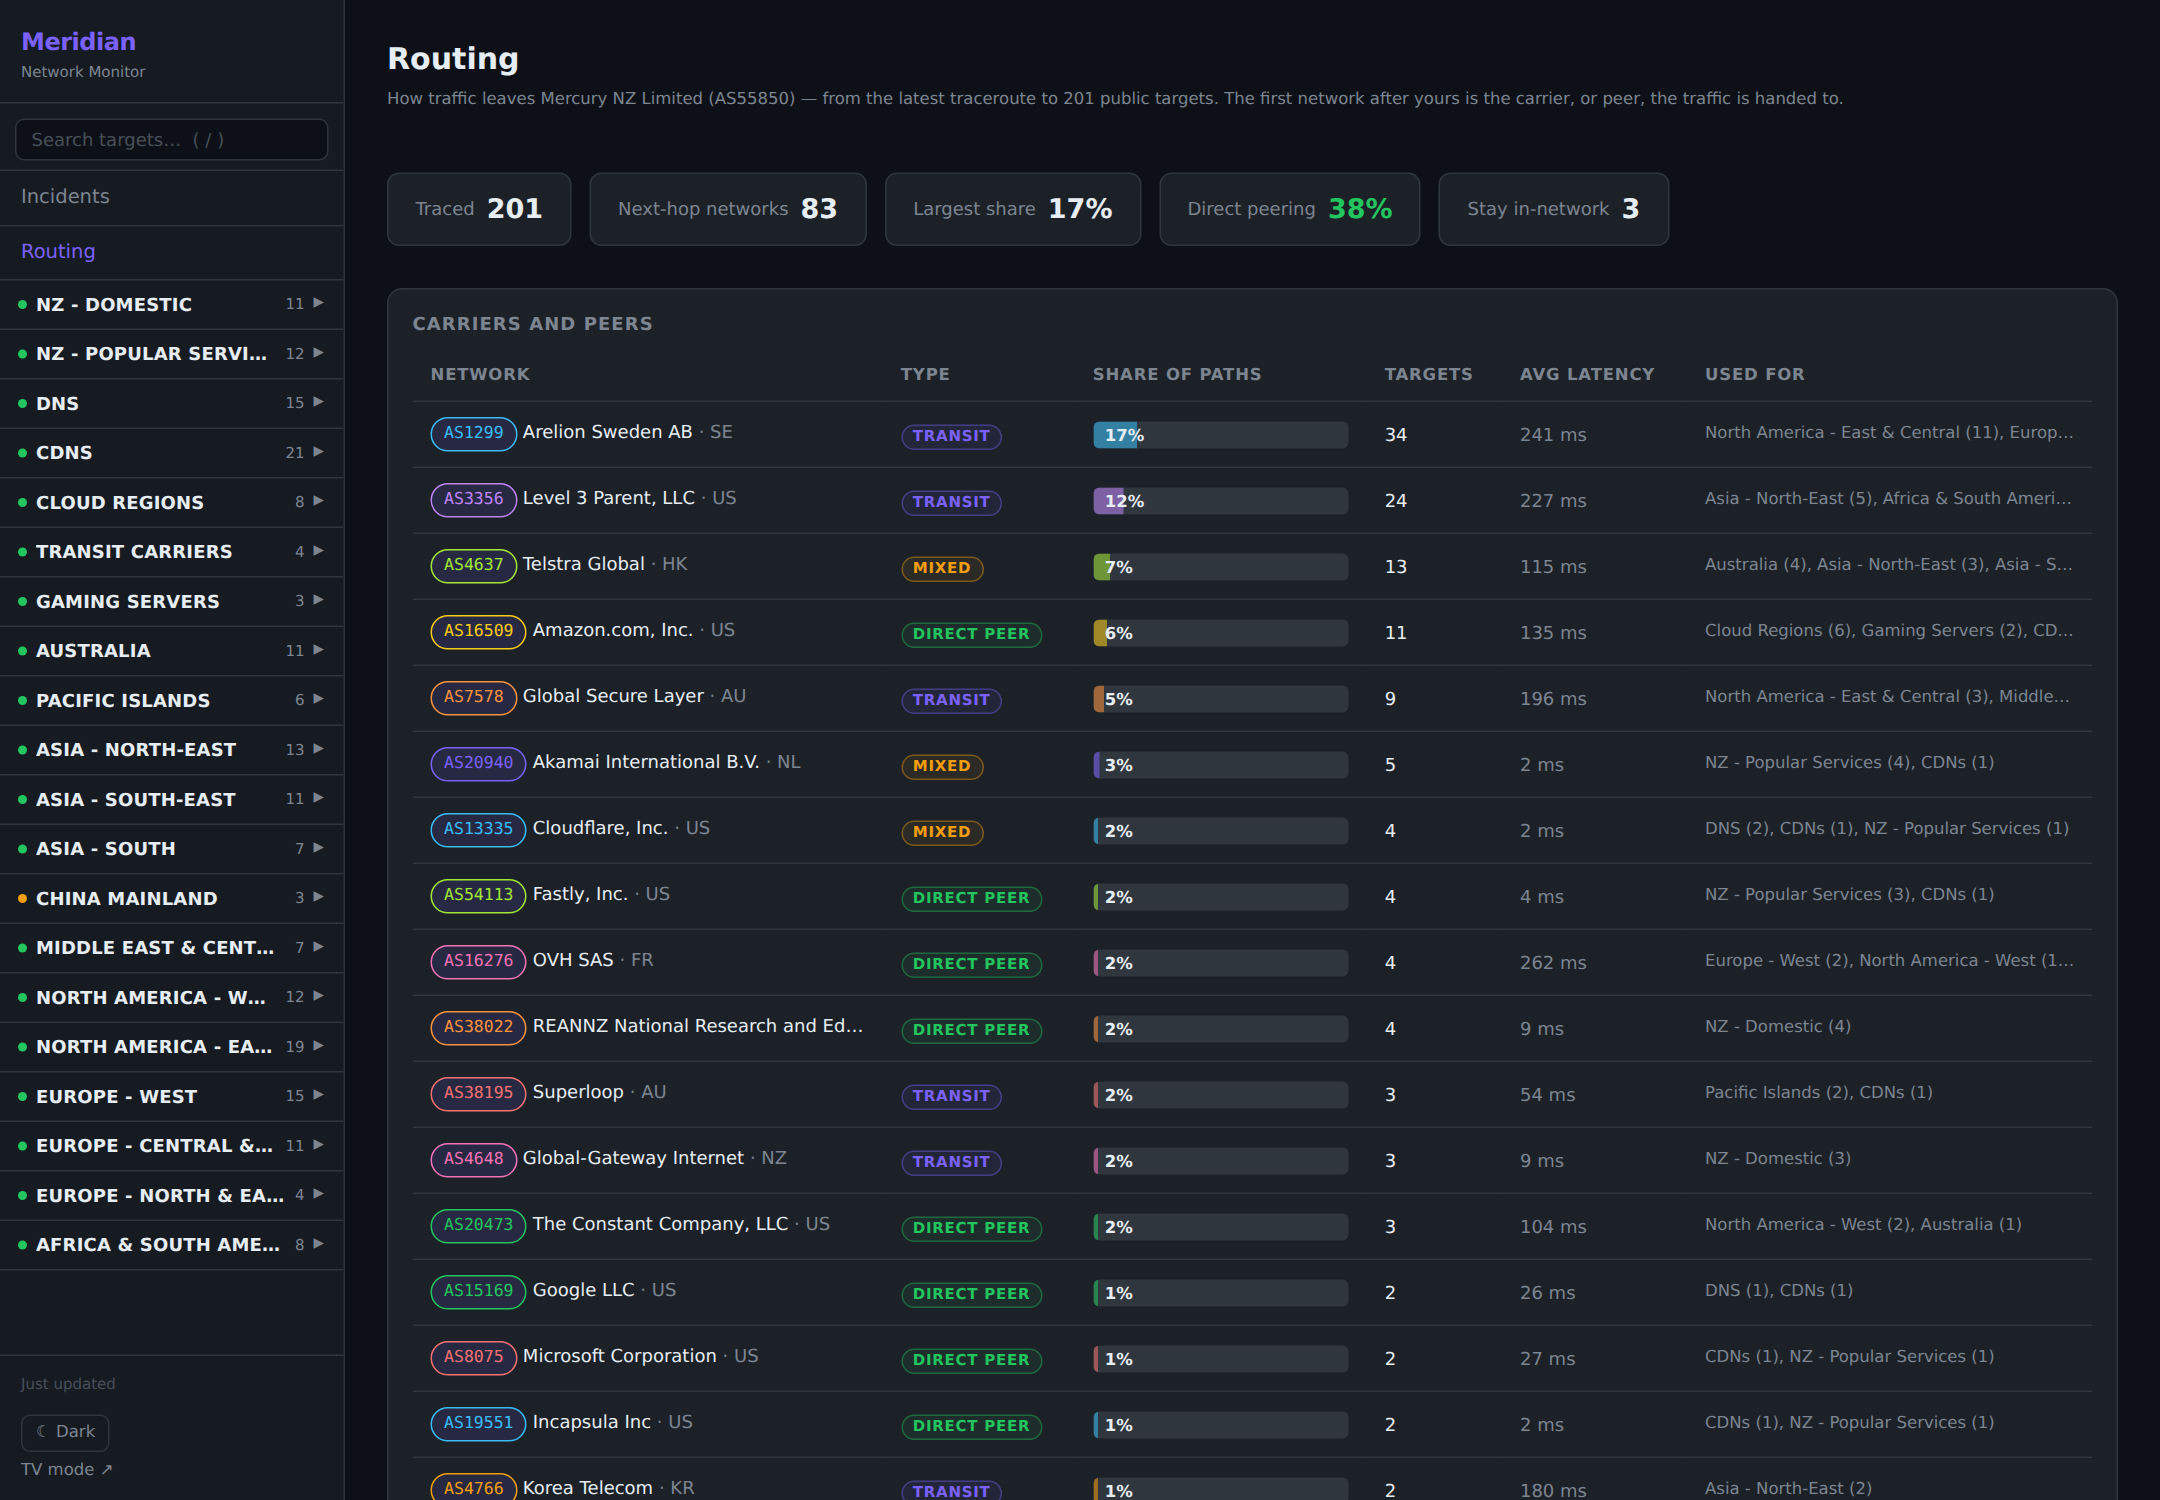 Meridian
Network Monitor
Search targets… ( / )
Incidents
Routing
NZ - DOMESTIC 11 ▶
NZ - POPULAR SERVI… 12 ▶
DNS 15 ▶
CDNS 21 ▶
CLOUD REGIONS 8 ▶
TRANSIT CARRIERS 4 ▶
GAMING SERVERS 3 ▶
AUSTRALIA 11 ▶
PACIFIC ISLANDS 6 ▶
ASIA - NORTH-EAST 13 ▶
ASIA - SOUTH-EAST 11 ▶
ASIA - SOUTH 7 ▶
CHINA MAINLAND 3 ▶
MIDDLE EAST & CENT… 7 ▶
NORTH AMERICA - W… 12 ▶
NORTH AMERICA - EA… 19 ▶
EUROPE - WEST 15 ▶
EUROPE - CENTRAL &… 11 ▶
EUROPE - NORTH & EA… 4 ▶
AFRICA & SOUTH AME… 8 ▶
Just updated
☾ Dark
TV mode ↗
Routing
How traffic leaves Mercury NZ Limited (AS55850) — from the latest traceroute to 201 public targets. The first network after yours is the carrier, or peer, the traffic is handed to.
Traced 201
Next-hop networks 83
Largest share 17%
Direct peering 38%
Stay in-network 3
CARRIERS AND PEERS
NETWORK TYPE SHARE OF PATHS TARGETS AVG LATENCY USED FOR
AS1299 Arelion Sweden AB · SE TRANSIT 17% 34 241 ms North America - East & Central (11), Europ…
AS3356 Level 3 Parent, LLC · US TRANSIT 12% 24 227 ms Asia - North-East (5), Africa & South Ameri…
AS4637 Telstra Global · HK MIXED 7% 13 115 ms Australia (4), Asia - North-East (3), Asia - S…
AS16509 Amazon.com, Inc. · US DIRECT PEER 6% 11 135 ms Cloud Regions (6), Gaming Servers (2), CD…
AS7578 Global Secure Layer · AU TRANSIT 5% 9 196 ms North America - East & Central (3), Middle…
AS20940 Akamai International B.V. · NL MIXED 3% 5 2 ms NZ - Popular Services (4), CDNs (1)
AS13335 Cloudflare, Inc. · US MIXED 2% 4 2 ms DNS (2), CDNs (1), NZ - Popular Services (1)
AS54113 Fastly, Inc. · US DIRECT PEER 2% 4 4 ms NZ - Popular Services (3), CDNs (1)
AS16276 OVH SAS · FR DIRECT PEER 2% 4 262 ms Europe - West (2), North America - West (1…
AS38022 REANNZ National Research and Ed… DIRECT PEER 2% 4 9 ms NZ - Domestic (4)
AS38195 Superloop · AU TRANSIT 2% 3 54 ms Pacific Islands (2), CDNs (1)
AS4648 Global-Gateway Internet · NZ TRANSIT 2% 3 9 ms NZ - Domestic (3)
AS20473 The Constant Company, LLC · US DIRECT PEER 2% 3 104 ms North America - West (2), Australia (1)
AS15169 Google LLC · US DIRECT PEER 1% 2 26 ms DNS (1), CDNs (1)
AS8075 Microsoft Corporation · US DIRECT PEER 1% 2 27 ms CDNs (1), NZ - Popular Services (1)
AS19551 Incapsula Inc · US DIRECT PEER 1% 2 2 ms CDNs (1), NZ - Popular Services (1)
AS4766 Korea Telecom · KR TRANSIT 1% 2 180 ms Asia - North-East (2)